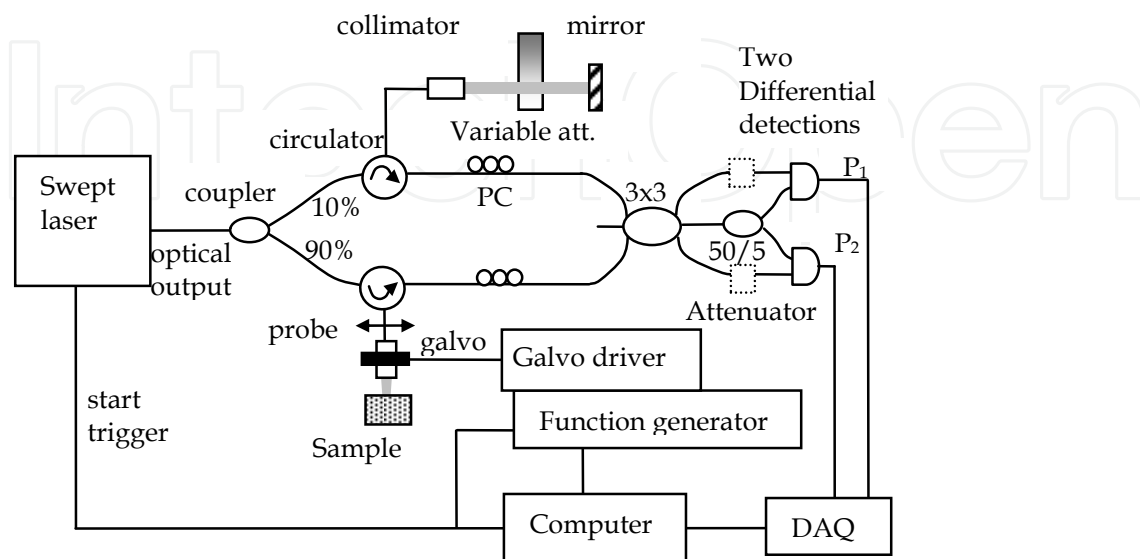 collimator
mirror
Two
Differential
detections
circulator
Variable att.
Swept
laser
coupler
10%
PC
3x3
P1
90%
50/5
P2
optical
output
Attenuator
probe
galvo
Galvo driver
start
trigger
Function generator
Sample
Computer
DAQ
IntechOpen